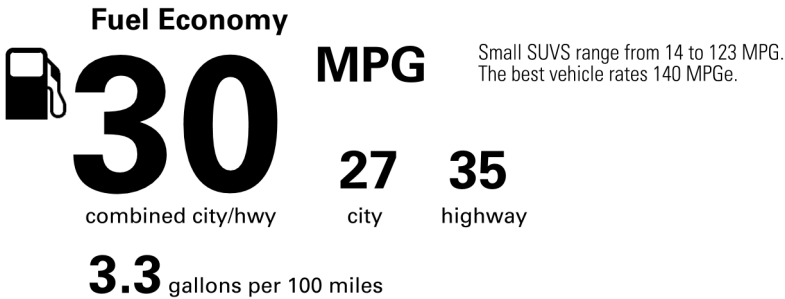 Fuel Economy
30 MPG
Small SUVS range from 14 to 123 MPG.
The best vehicle rates 140 MPGe.
combined city/hwy
27
city
35
highway
3.3 gallons per 100 miles